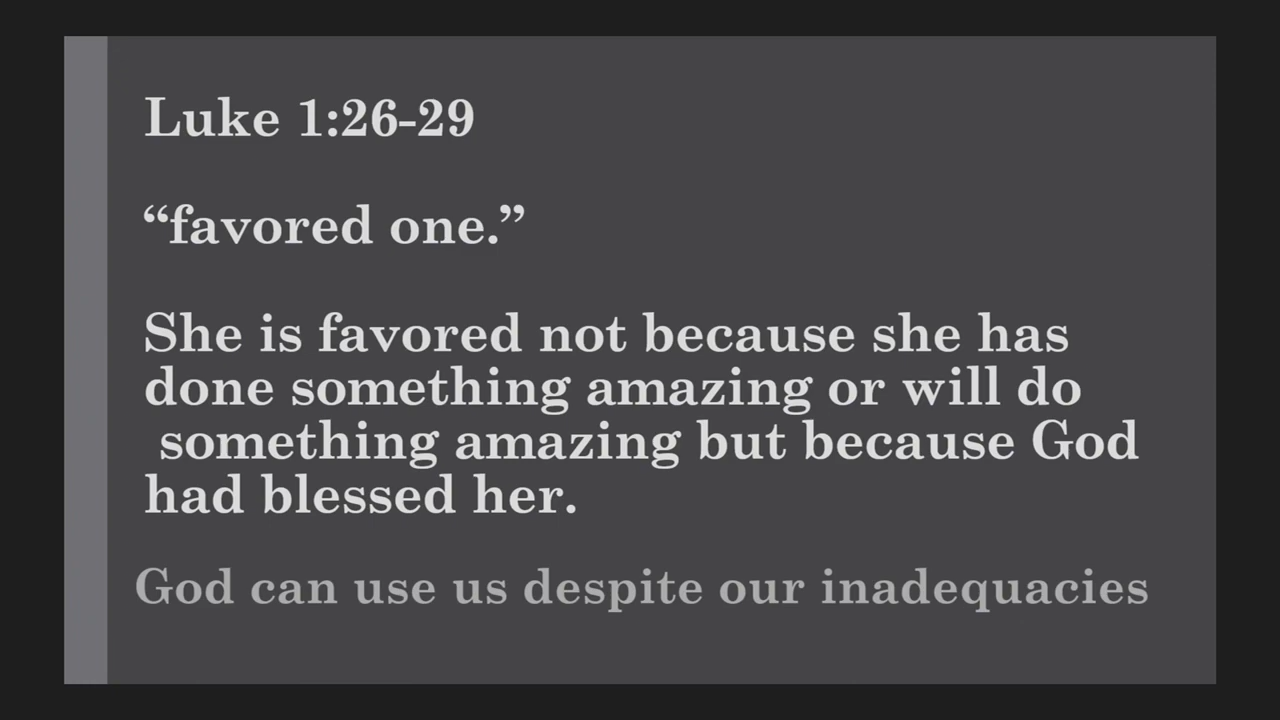 Luke 1:26-29
“favored one.”
She is favored not because she has
done something amazing or will do
something amazing but because God
had blessed her.
God can use us despite our inadequacies